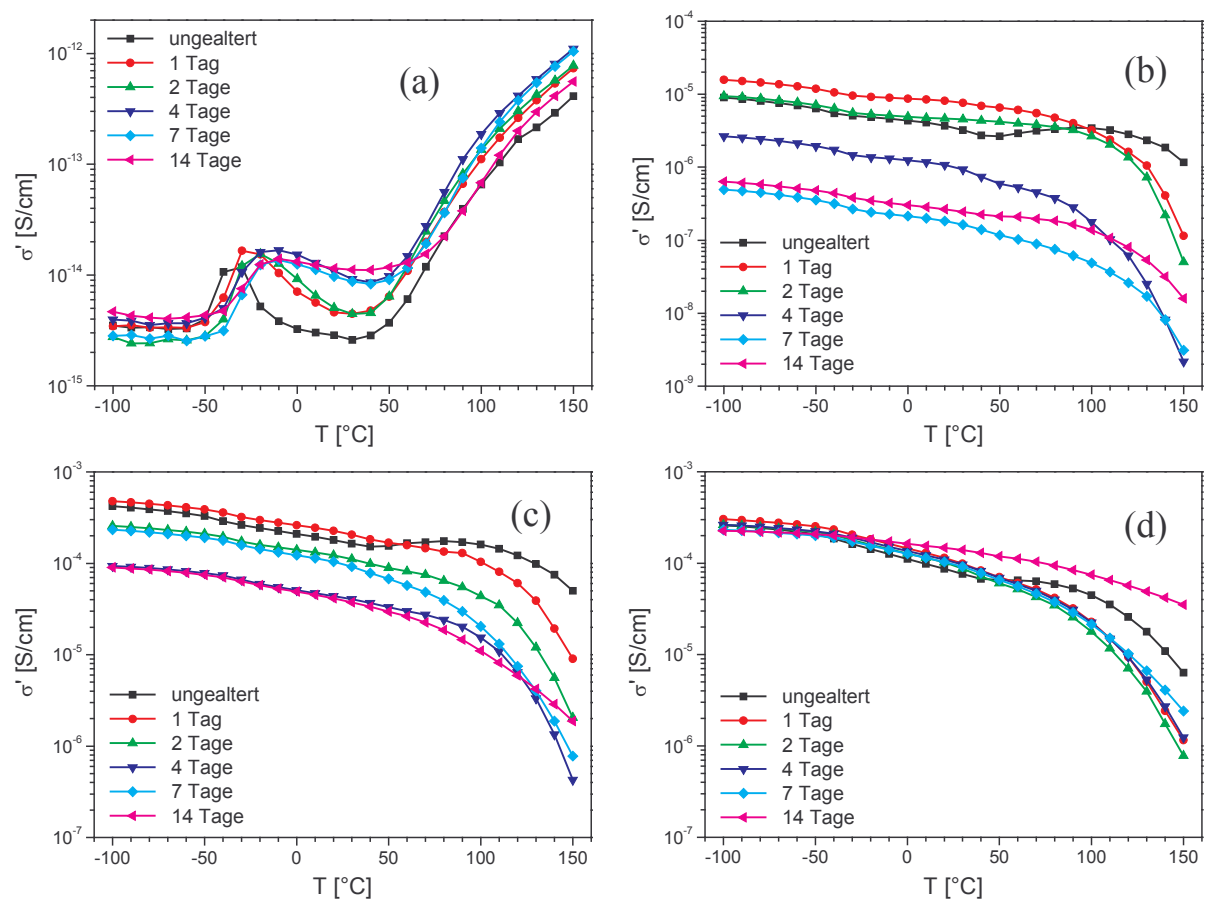 (a)
ungealtert
1 Tag
2 Tage
4 Tage
7 Tage
14 Tage
10⁻¹²
10⁻¹³
10⁻¹⁴
10⁻¹⁵
σ' [S/cm]
-100 -50 0 50 100 150
T [°C]
(b)
10⁻⁴
10⁻⁵
10⁻⁶
10⁻⁷
10⁻⁸
10⁻⁹
σ' [S/cm]
ungealtert
1 Tag
2 Tage
4 Tage
7 Tage
14 Tage
-100 -50 0 50 100 150
T [°C]
(c)
10⁻³
10⁻⁴
10⁻⁵
10⁻⁶
10⁻⁷
σ' [S/cm]
ungealtert
1 Tag
2 Tage
4 Tage
7 Tage
14 Tage
-100 -50 0 50 100 150
T [°C]
(d)
10⁻³
10⁻⁴
10⁻⁵
10⁻⁶
10⁻⁷
σ' [S/cm]
ungealtert
1 Tag
2 Tage
4 Tage
7 Tage
14 Tage
-100 -50 0 50 100 150
T [°C]